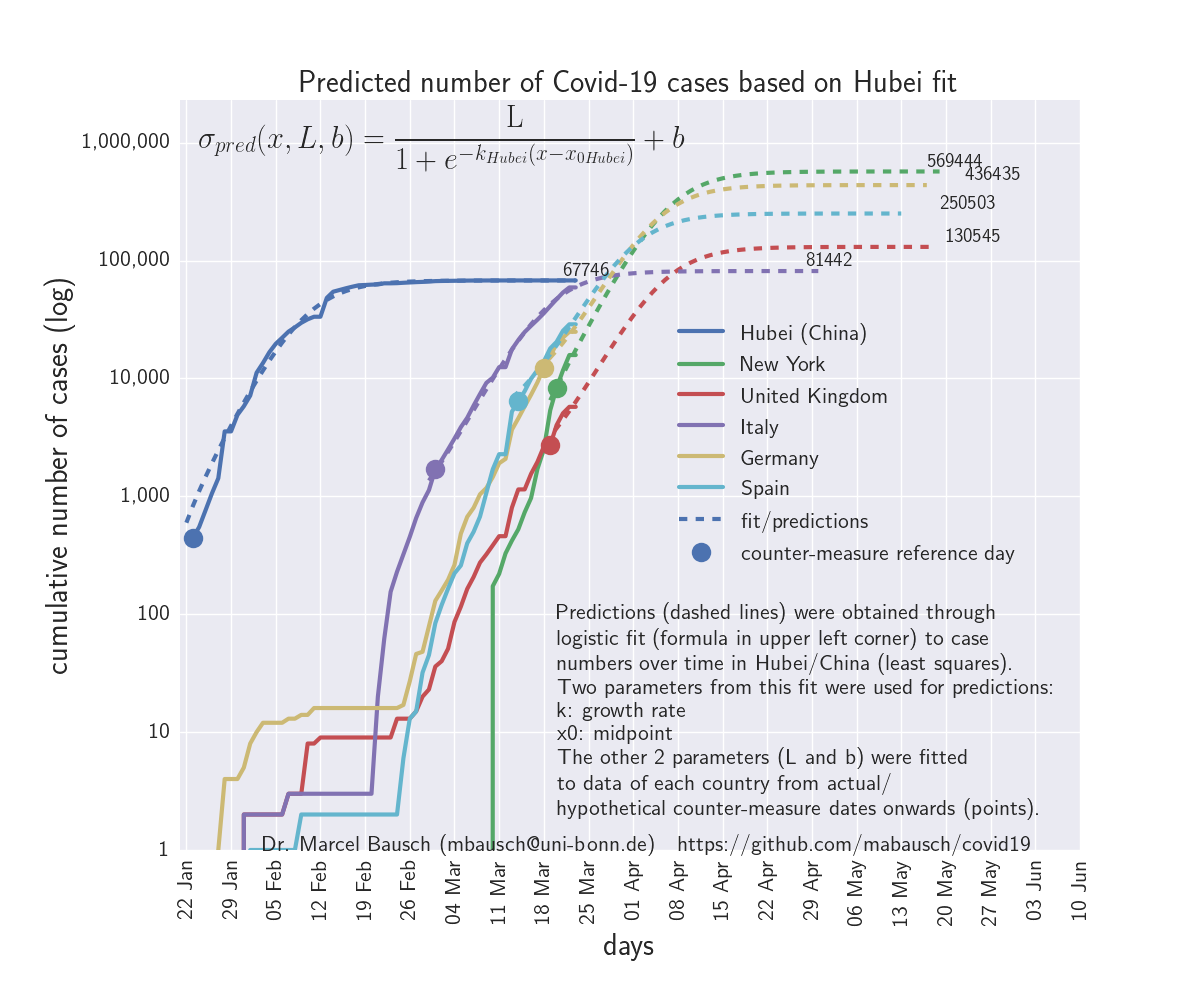 Predicted number of Covid-19 cases based on Hubei fit
σ_pred(x, L, b) = L / (1 + e^{−k_Hubei(x−x_0Hubei)}) + b
cumulative number of cases (log)
1,000,000
100,000
10,000
1,000
100
10
1
569444
436435
250503
130545
81442
67746
Hubei (China)
New York
United Kingdom
Italy
Germany
Spain
fit/predictions
counter-measure reference day
Predictions (dashed lines) were obtained through
logistic fit (formula in upper left corner) to case
numbers over time in Hubei/China (least squares).
Two parameters from this fit were used for predictions:
k: growth rate
x0: midpoint
The other 2 parameters (L and b) were fitted
to data of each country from actual/
hypothetical counter-measure dates onwards (points).
Dr. Marcel Bausch (mbausch@uni-bonn.de) https://github.com/mabausch/covid19
22 Jan
29 Jan
05 Feb
12 Feb
19 Feb
26 Feb
04 Mar
11 Mar
18 Mar
25 Mar
01 Apr
08 Apr
15 Apr
22 Apr
29 Apr
06 May
13 May
20 May
27 May
03 Jun
10 Jun
days